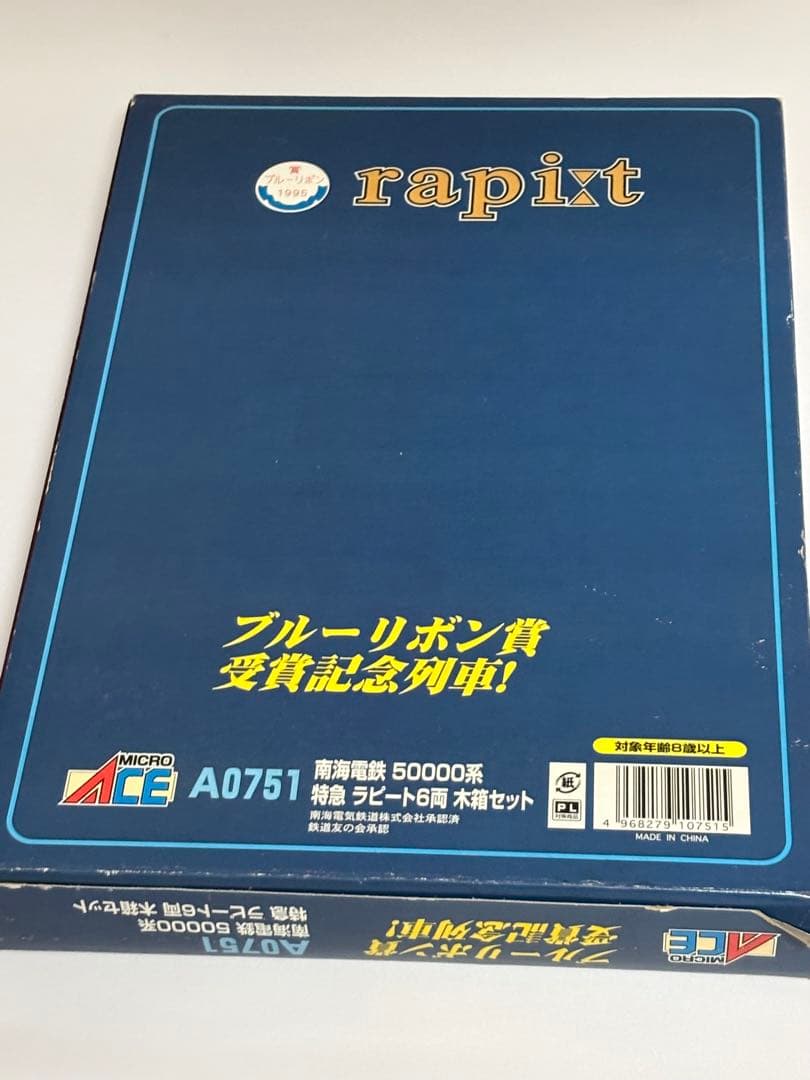 賞
ブルーリボン
1995
rapi:t
ブルーリボン賞
受賞記念列車!
MICRO
ACE
A0751
南海電鉄 50000系
特急 ラピート6両 木箱セット
南海電気鉄道株式会社承認済
鉄道友の会承認
対象年齢8歳以上
紙
PL
対象商品
4 968279 107515
MADE IN CHINA
A0751
南海電鉄 50000系
特急 ラピート6両 木箱セット
ブルーリボン賞
受賞記念列車!
MICRO
ACE